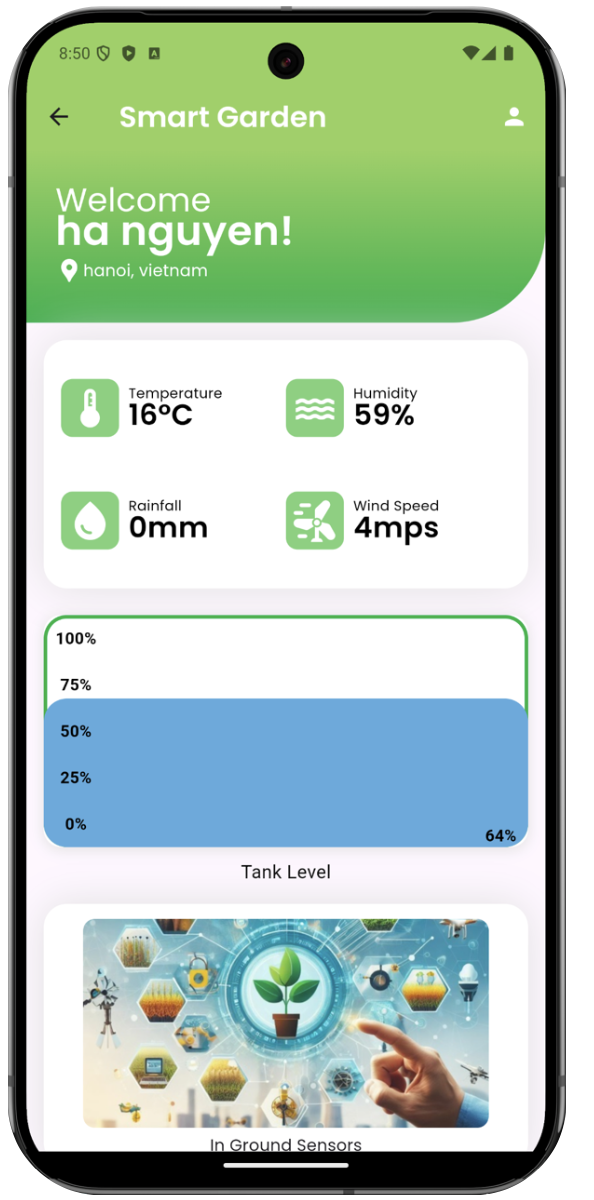 8:50
Smart Garden
Welcome
ha nguyen!
hanoi, vietnam
Temperature
16°C
Humidity
59%
Rainfall
0mm
Wind Speed
4mps
100%
75%
50%
25%
0%
64%
Tank Level
In Ground Sensors